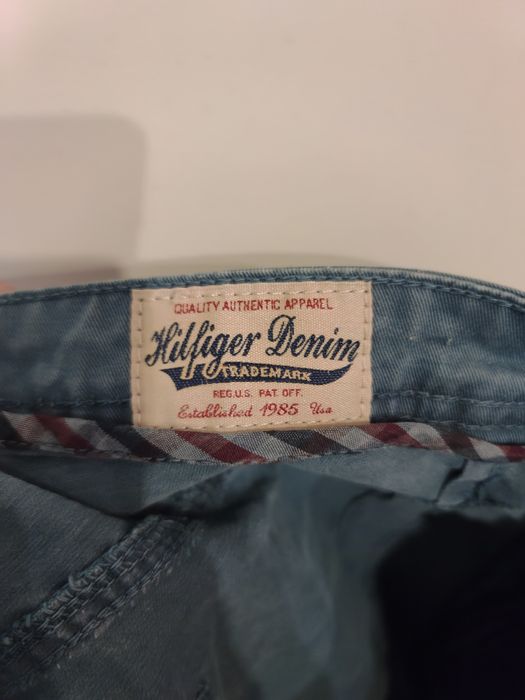 QUALITY AUTHENTIC APPAREL
Hilfiger Denim
TRADEMARK
REG.U.S. PAT. OFF.
Established 1985 Usa